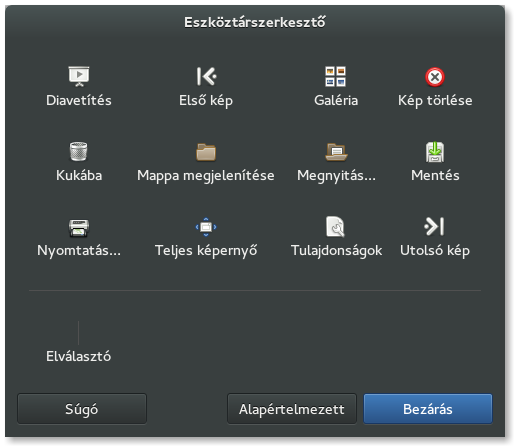 Eszköztárszerkesztő
Diavetítés Első kép Galéria Kép törlése
Kukába Mappa megjelenítése Megnyitás... Mentés
Nyomtatás... Teljes képernyő Tulajdonságok Utolsó kép
Elválasztó
Súgó Alapértelmezett Bezárás